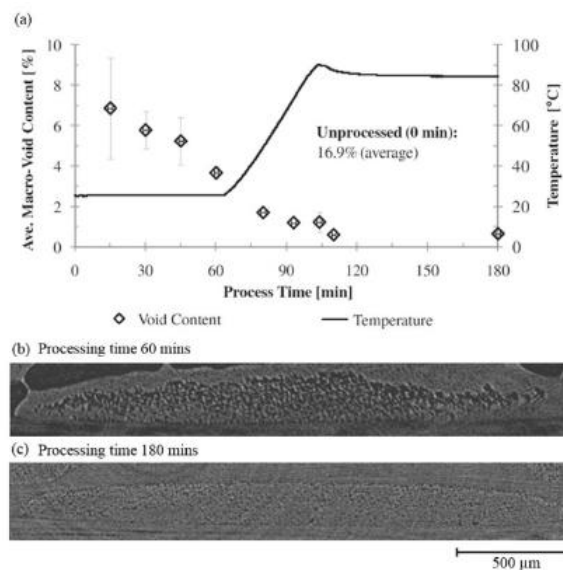 (a)
Ave. Macro-Void Content [%]
10
8
6
4
2
0
100
80
60
40
20
0
Temperature [°C]
Unprocessed (0 min):
16.9% (average)
0 30 60 90 120 150 180
Process Time [min]
Void Content Temperature
(b) Processing time 60 mins
(c) Processing time 180 mins
500 µm